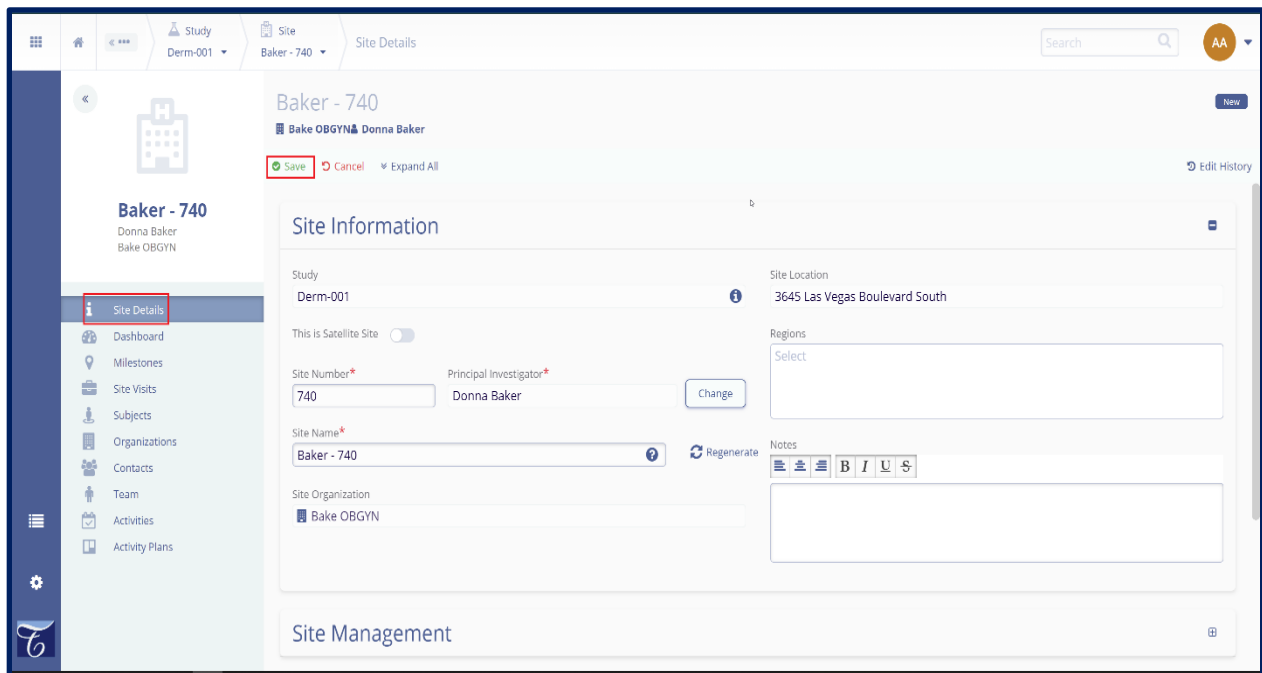 Study
Derm-001
Site
Baker - 740
Site Details
Search
AA
Baker - 740
Donna Baker
Bake OBGYN
Site Details
Dashboard
Milestones
Site Visits
Subjects
Organizations
Contacts
Team
Activities
Activity Plans
Baker - 740
New
Bake OBGYN Donna Baker
Save Cancel Expand All
Edit History
Site Information
Study
Derm-001
This is Satellite Site
Site Number* Principal Investigator*
740 Donna Baker Change
Site Name*
Baker - 740 Regenerate
Site Organization
Bake OBGYN
Site Location
3645 Las Vegas Boulevard South
Regions
Select
Notes
B I U S
Site Management